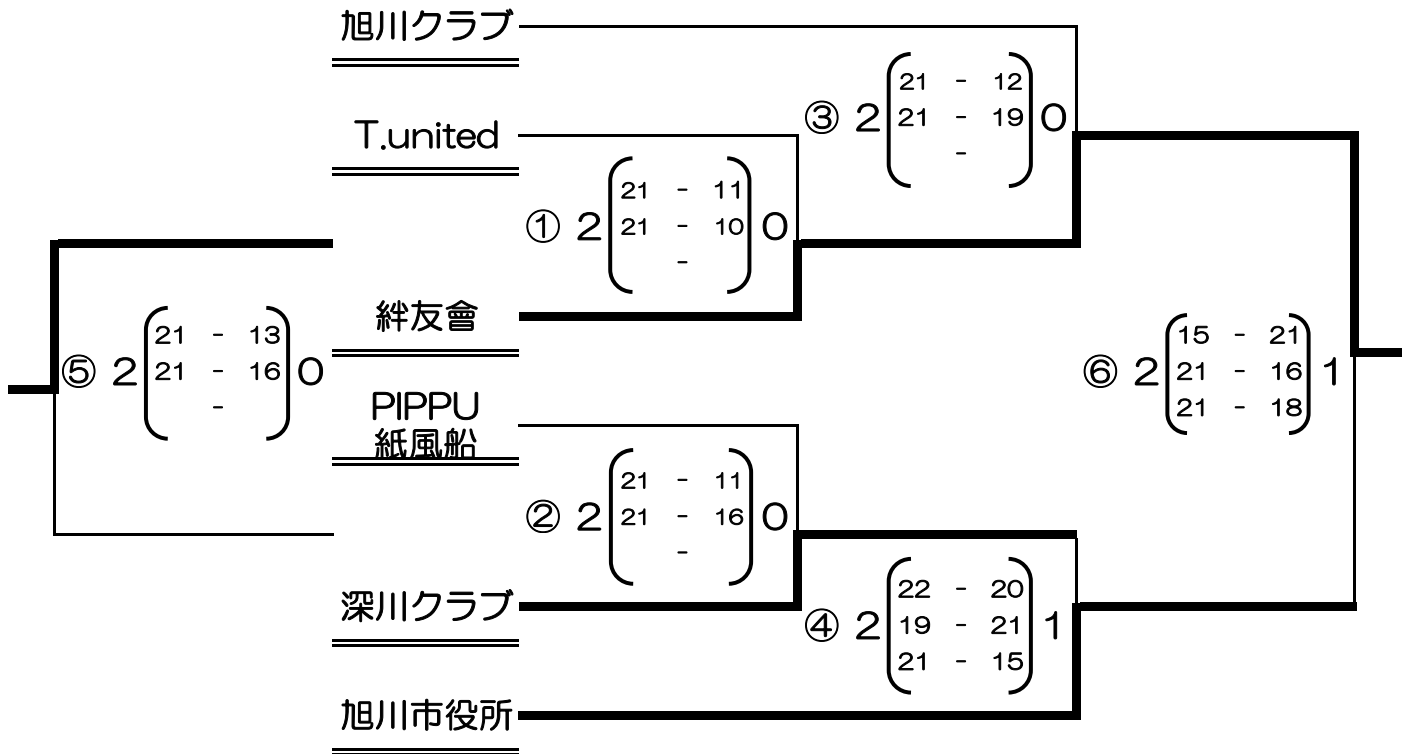 旭川クラブ
T.united
絆友會
PIPPU
紙風船
深川クラブ
旭川市役所
① 2 21 - 11 0
21 - 10
-
② 2 21 - 11 0
21 - 16
-
③ 2 21 - 12 0
21 - 19
-
④ 2 22 - 20 1
19 - 21
21 - 15
⑤ 2 21 - 13 0
21 - 16
-
⑥ 2 15 - 21 1
21 - 16
21 - 18